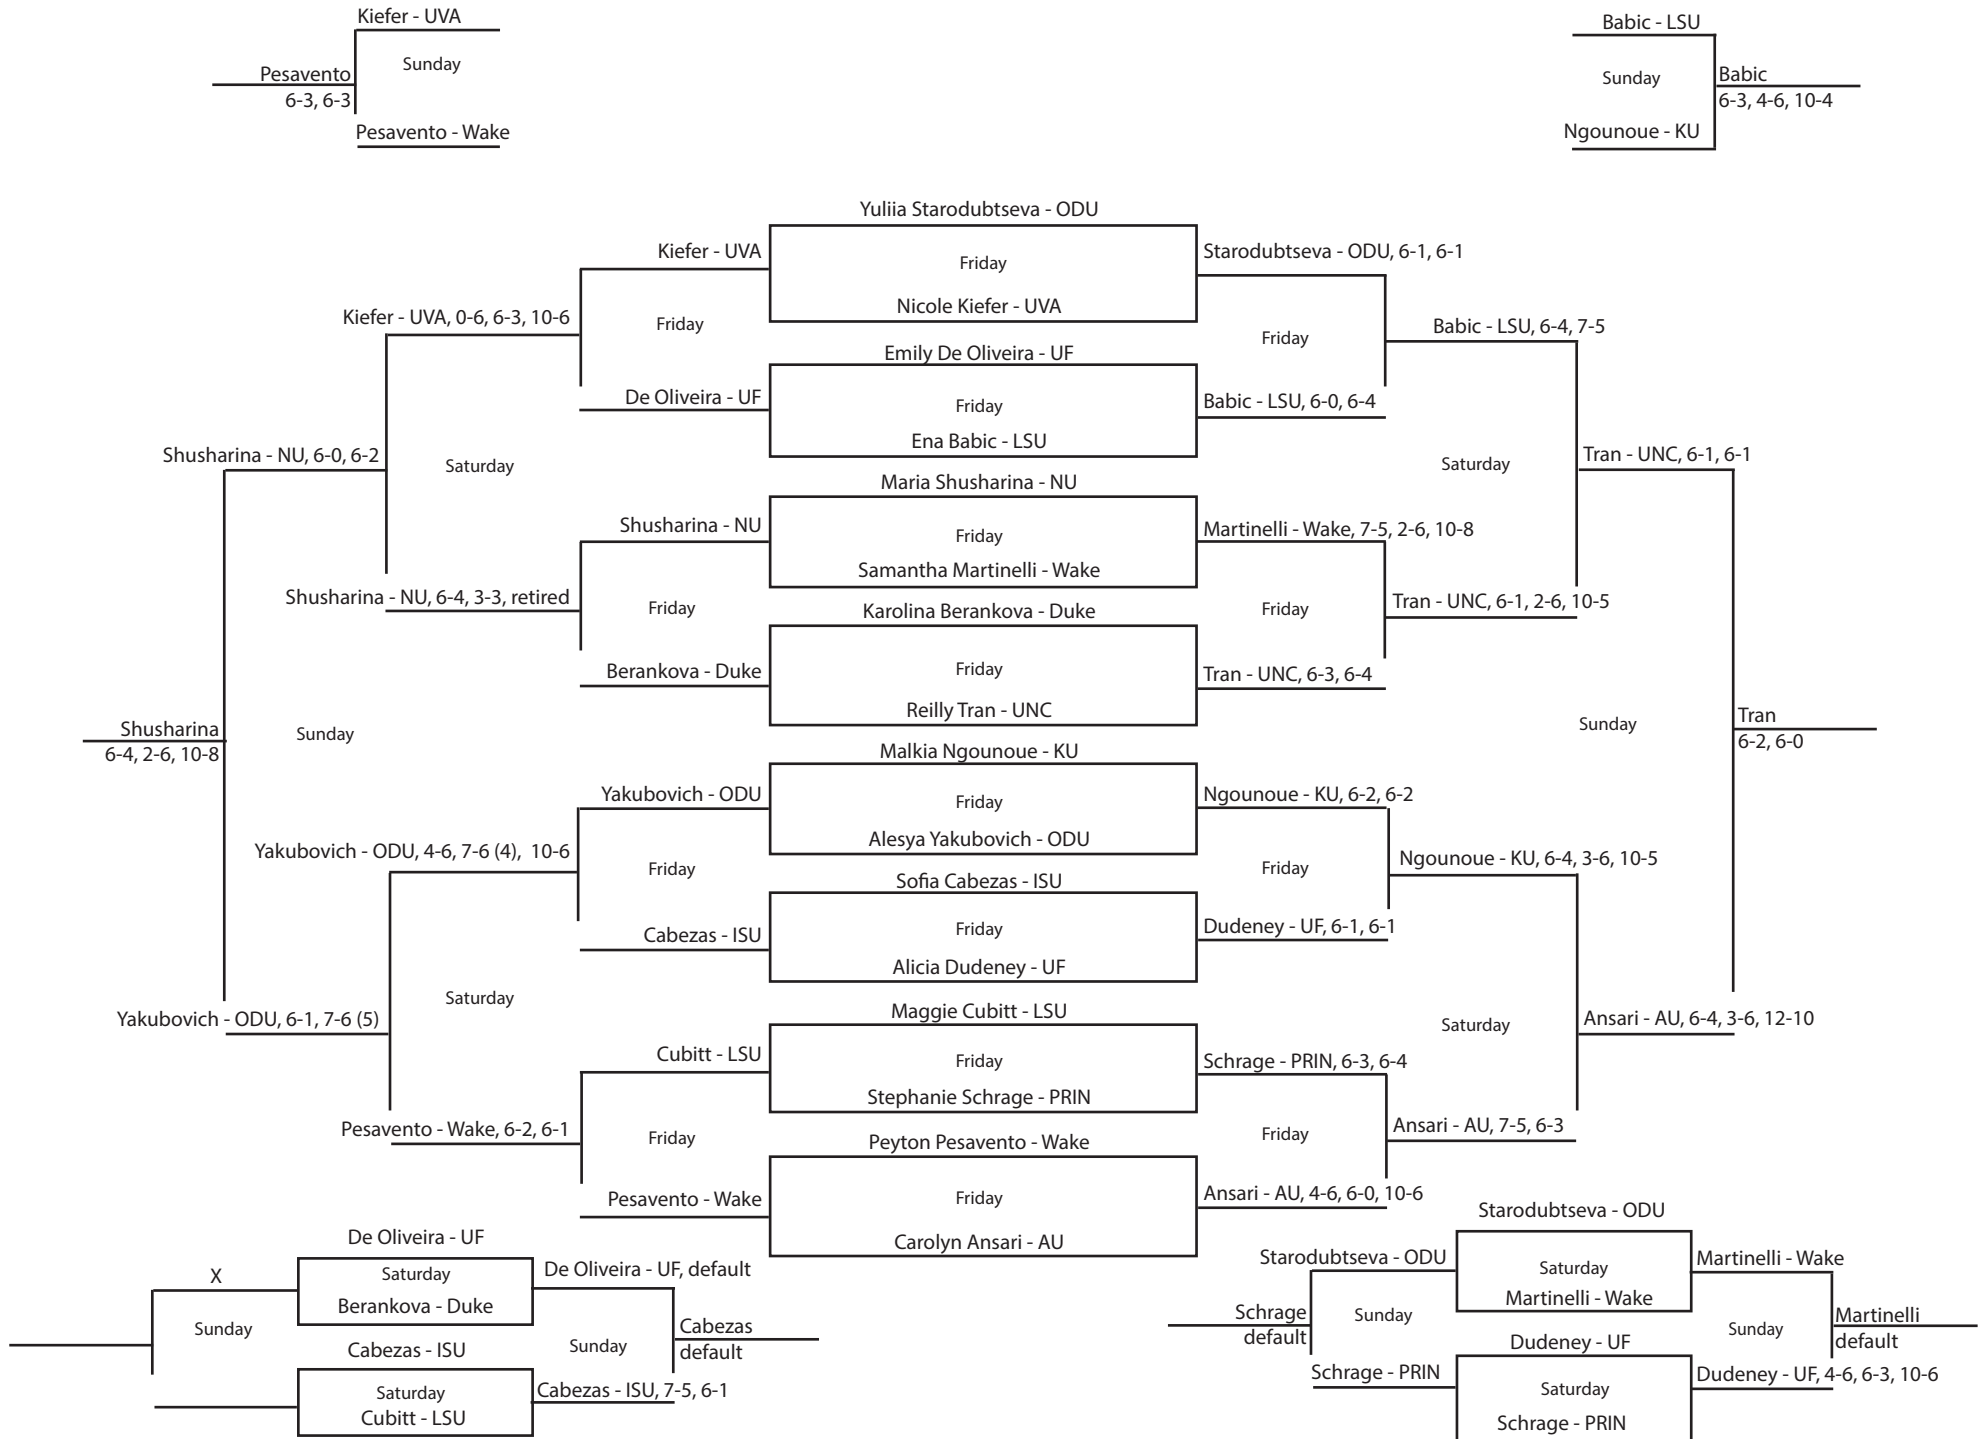 Kiefer - UVA
Sunday
Pesavento
6-3, 6-3
Pesavento - Wake
Babic - LSU
Sunday
Babic
6-3, 4-6, 10-4
Ngounoue - KU
Yuliia Starodubtseva - ODU
Kiefer - UVA
Friday
Starodubtseva - ODU, 6-1, 6-1
Nicole Kiefer - UVA
Kiefer - UVA, 0-6, 6-3, 10-6
Friday
Friday
Babic - LSU, 6-4, 7-5
Emily De Oliveira - UF
De Oliveira - UF
Friday
Babic - LSU, 6-0, 6-4
Ena Babic - LSU
Shusharina - NU, 6-0, 6-2
Saturday
Saturday
Tran - UNC, 6-1, 6-1
Maria Shusharina - NU
Shusharina - NU
Friday
Martinelli - Wake, 7-5, 2-6, 10-8
Samantha Martinelli - Wake
Shusharina - NU, 6-4, 3-3, retired
Friday
Friday
Tran - UNC, 6-1, 2-6, 10-5
Karolina Berankova - Duke
Berankova - Duke
Friday
Tran - UNC, 6-3, 6-4
Reilly Tran - UNC
Shusharina
6-4, 2-6, 10-8
Sunday
Sunday
Tran
6-2, 6-0
Malkia Ngounoue - KU
Yakubovich - ODU
Friday
Ngounoue - KU, 6-2, 6-2
Alesya Yakubovich - ODU
Yakubovich - ODU, 4-6, 7-6 (4), 10-6
Friday
Friday
Ngounoue - KU, 6-4, 3-6, 10-5
Sofia Cabezas - ISU
Cabezas - ISU
Friday
Dudeney - UF, 6-1, 6-1
Alicia Dudeney - UF
Saturday
Yakubovich - ODU, 6-1, 7-6 (5)
Saturday
Ansari - AU, 6-4, 3-6, 12-10
Maggie Cubitt - LSU
Cubitt - LSU
Friday
Schrage - PRIN, 6-3, 6-4
Stephanie Schrage - PRIN
Pesavento - Wake, 6-2, 6-1
Friday
Friday
Ansari - AU, 7-5, 6-3
Peyton Pesavento - Wake
Pesavento - Wake
Friday
Ansari - AU, 4-6, 6-0, 10-6
Carolyn Ansari - AU
De Oliveira - UF
X
Saturday
De Oliveira - UF, default
Berankova - Duke
Sunday
Cabezas - ISU
Sunday
Cabezas
default
Saturday
Cabezas - ISU, 7-5, 6-1
Cubitt - LSU
Starodubtseva - ODU
Starodubtseva - ODU
Saturday
Martinelli - Wake
Martinelli - Wake
Schrage
default
Sunday
Dudeney - UF
Sunday
Martinelli
default
Schrage - PRIN
Saturday
Dudeney - UF, 4-6, 6-3, 10-6
Schrage - PRIN